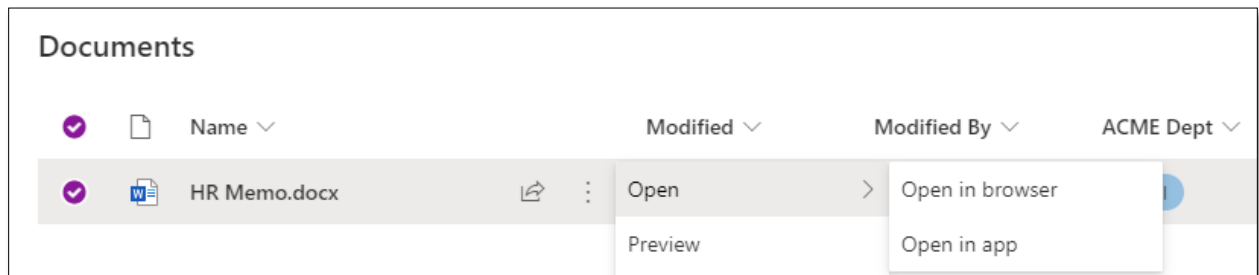 Documents
Name Modified Modified By ACME Dept
HR Memo.docx Open Open in browser
Preview Open in app